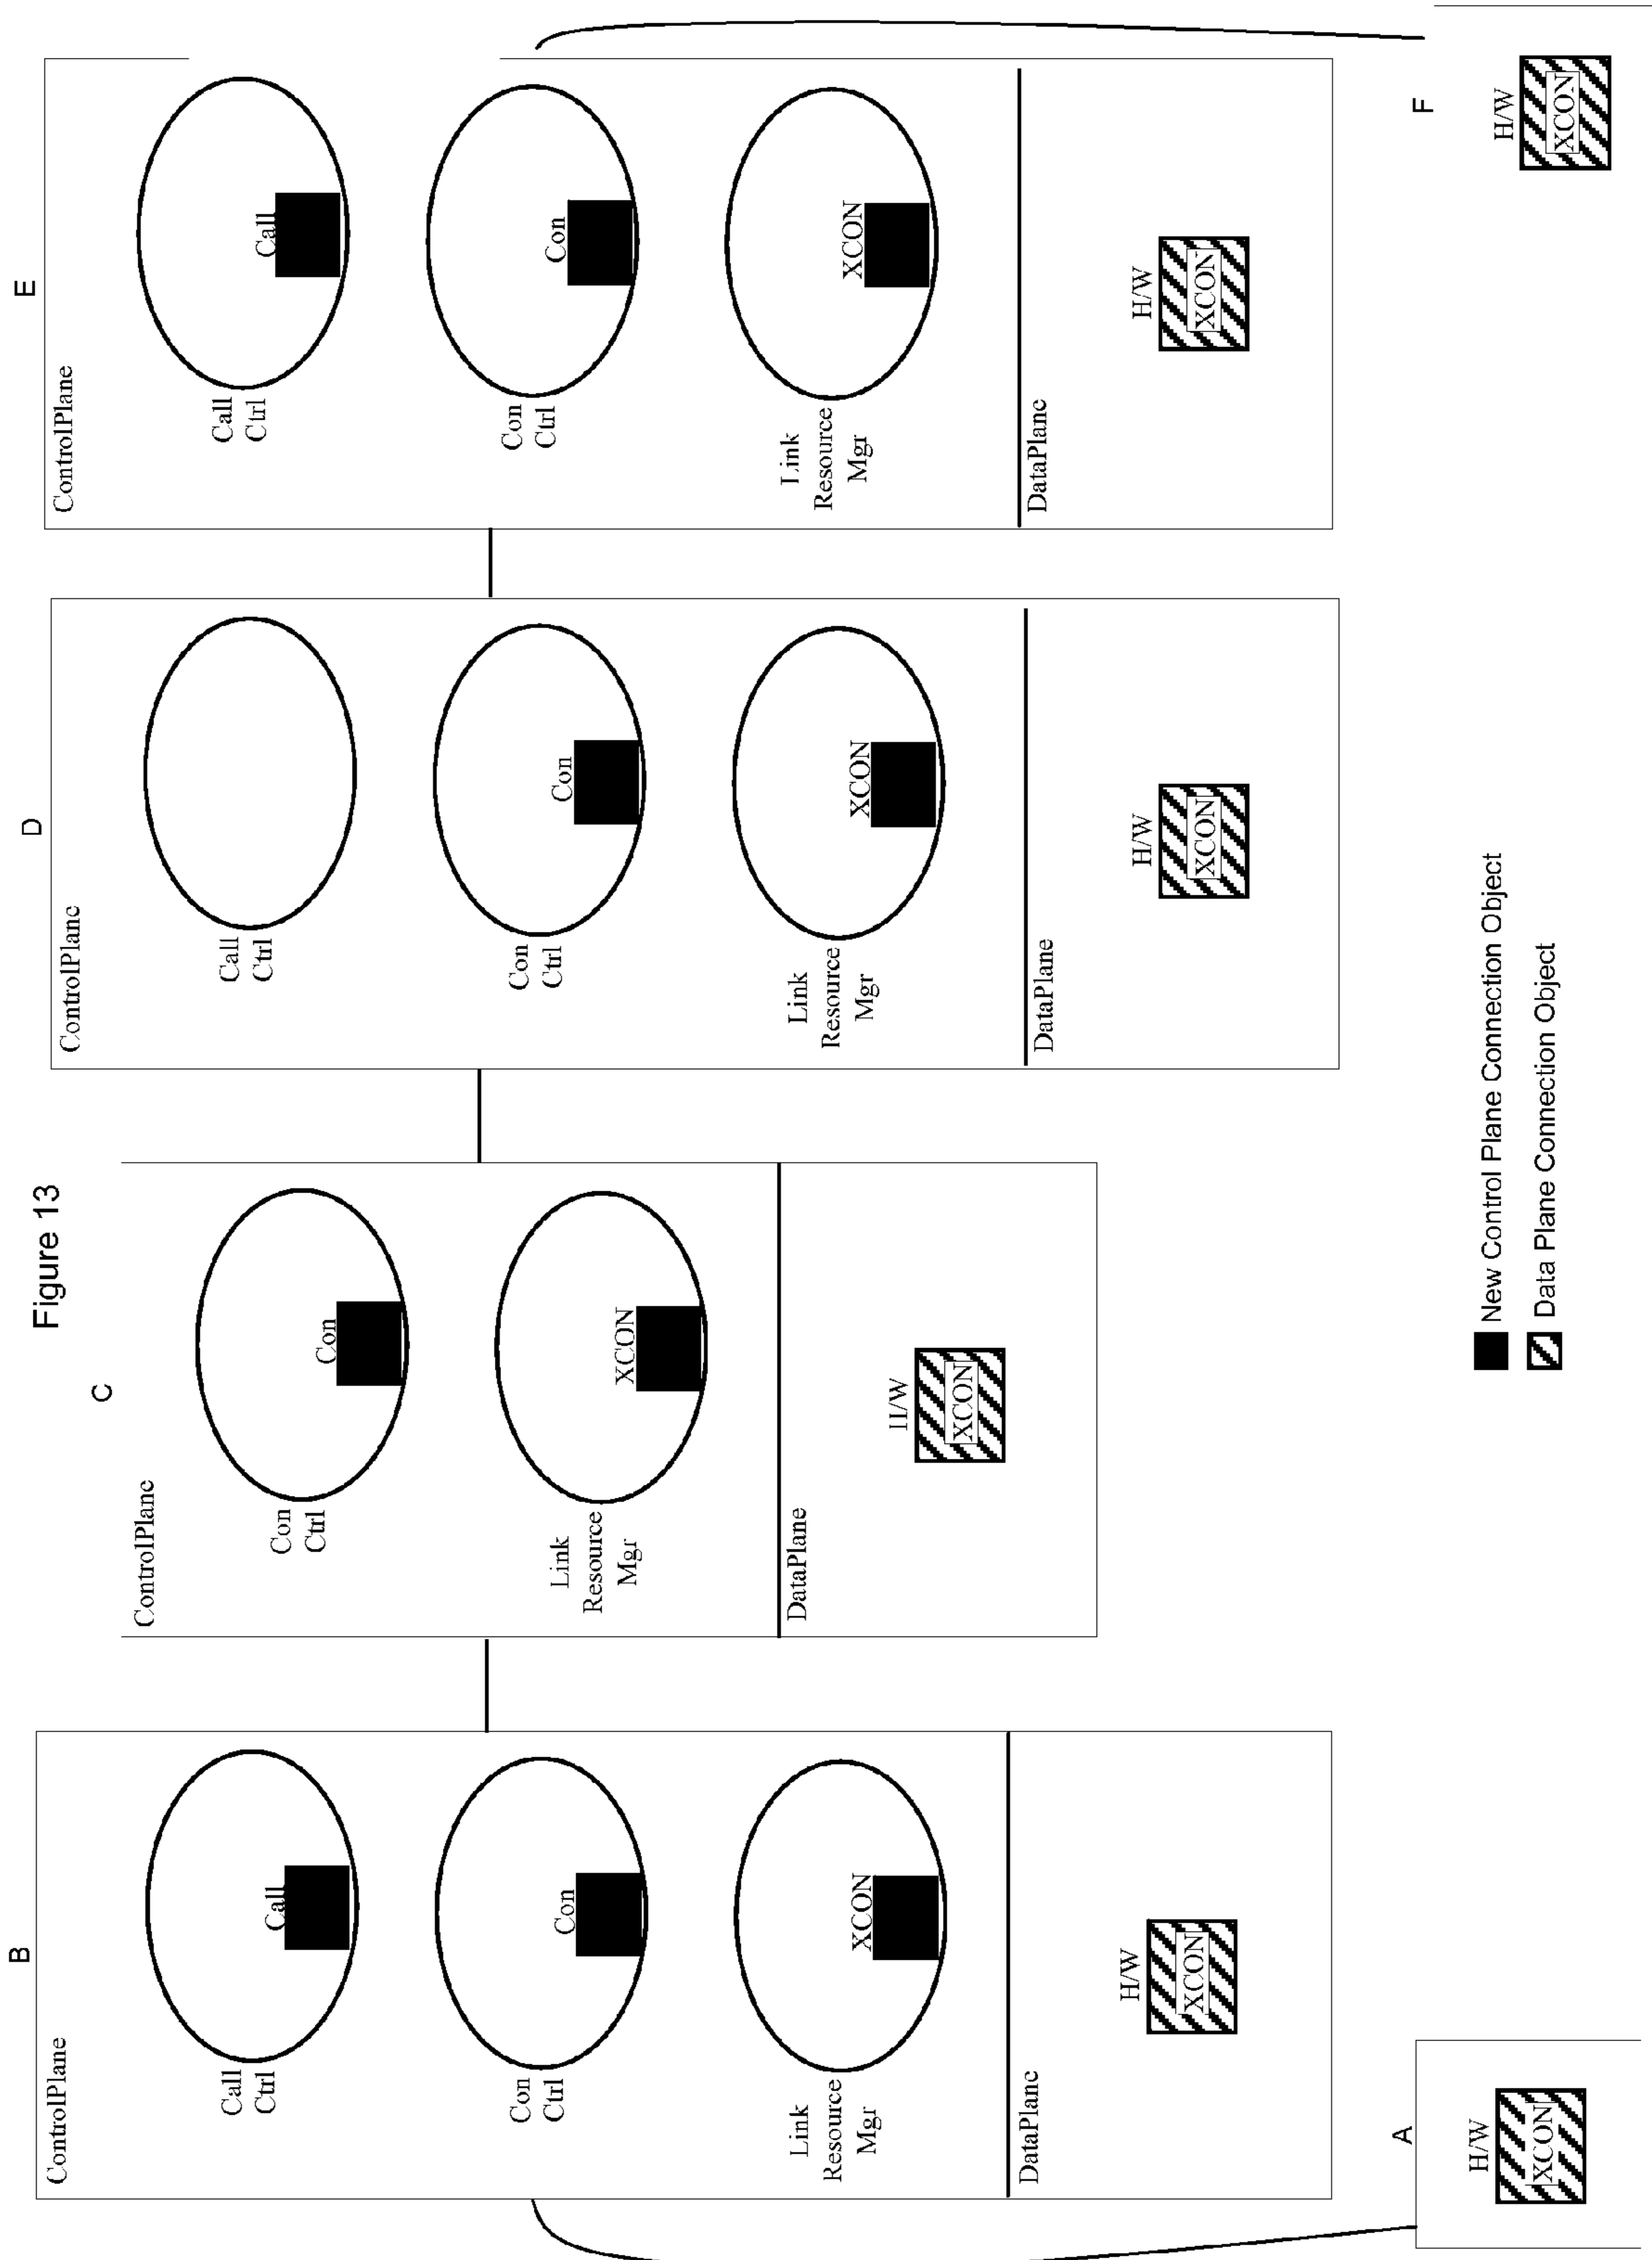 Figure 13
B
ControlPlane
Call
Ctrl
Call
Con
Ctrl
Con
Link
Resource
Mgr
XCON
DataPlane
H/W
XCON
C
ControlPlane
Con
Ctrl
Con
Link
Resource
Mgr
XCON
DataPlane
H/W
XCON
D
ControlPlane
Call
Ctrl
Con
Ctrl
Con
Link
Resource
Mgr
XCON
DataPlane
H/W
XCON
E
ControlPlane
Call
Ctrl
Call
Con
Ctrl
Con
Link
Resource
Mgr
XCON
DataPlane
H/W
XCON
A
H/W
XCON
F
H/W
XCON
New Control Plane Connection Object
Data Plane Connection Object